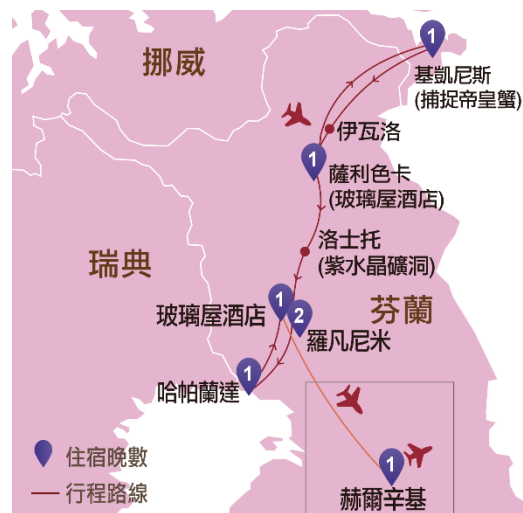 挪威
1
基凱尼斯
(捕捉帝皇蟹)
伊瓦洛
1
薩利色卡
(玻璃屋酒店)
洛士托
(紫水晶礦洞)
瑞典
芬蘭
玻璃屋酒店
1
2
羅凡尼米
1
哈帕蘭達
1
赫爾辛基
住宿晚數
行程路線